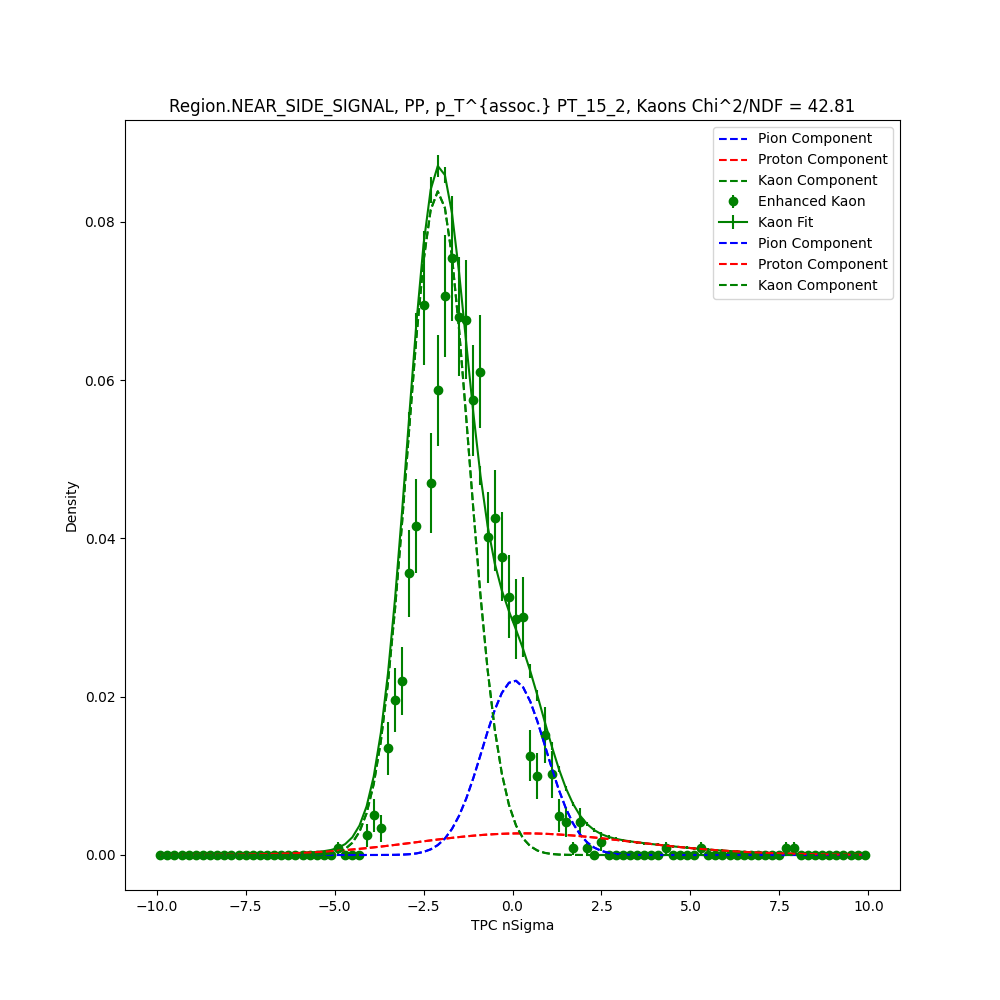 Region.NEAR_SIDE_SIGNAL, PP, p_T^{assoc.} PT_15_2, Kaons Chi^2/NDF = 42.81
Pion Component
Proton Component
Kaon Component
Enhanced Kaon
Kaon Fit
Pion Component
Proton Component
Kaon Component
0.08
0.06
0.04
0.02
0.00
Density
−10.0
−7.5
−5.0
−2.5
0.0
2.5
5.0
7.5
10.0
TPC nSigma